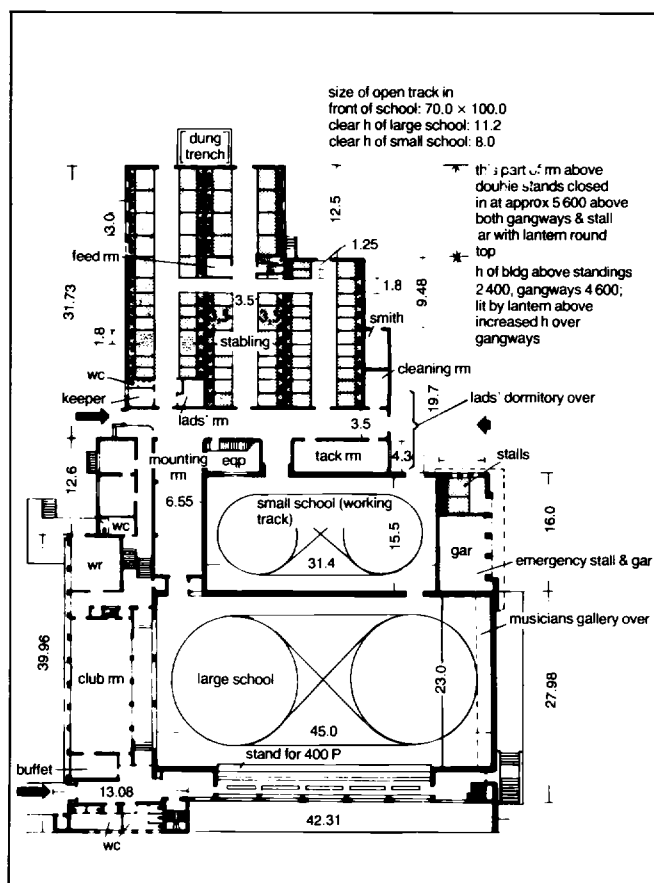 size of open track in
front of school: 70.0 × 100.0
clear h of large school: 11.2
clear h of small school: 8.0
dung
trench
part of rm above
double stands closed
in at approx 5 600 above
both gangways & stall
ar with lantern round
top
h of bldg above standings
2 400, gangways 4 600;
lit by lantern above
increased h over
gangways
12.5
3.0
feed rm
1.25
31.73
1.8
9.48
3.5
3.5
3.5
smith
stabling
1.8
cleaning rm
wc
keeper
lads' rm
19.7
lads' dormitory over
3.5
mounting
rm
eqp
tack rm
4.3
stalls
12.6
6.55
small school (working
track)
15.5
16.0
wc
31.4
gar
emergency stall & gar
wr
musicians gallery over
39.96
club rm
large school
23.0
27.98
45.0
stand for 400 P
buffet
13.08
wc
42.31